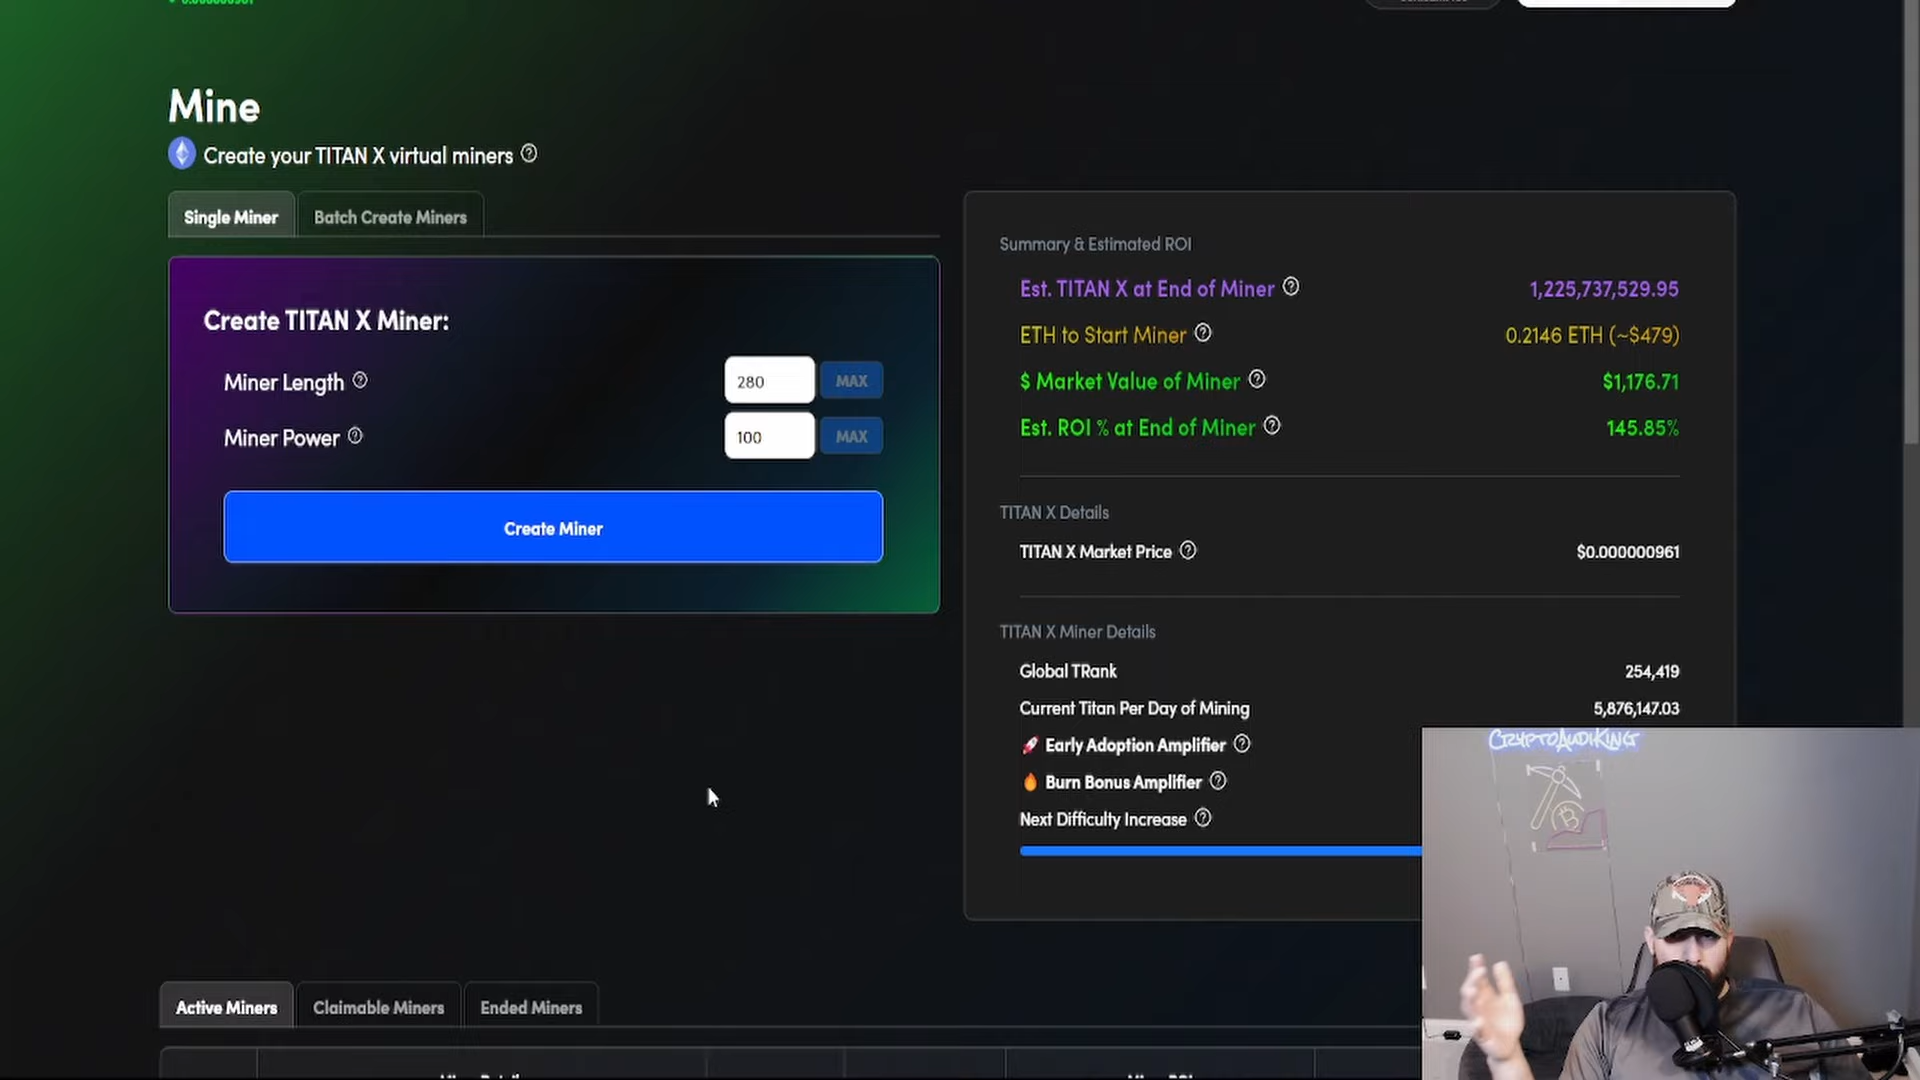 Mine
Create your TITAN X virtual miners
Single Miner
Batch Create Miners
Create TITAN X Miner:
Miner Length
280
MAX
Miner Power
100
MAX
Create Miner
Summary & Estimated ROI
Est. TITAN X at End of Miner
1,225,737,529.95
ETH to Start Miner
0.2146 ETH (~$479)
$ Market Value of Miner
$1,176.71
Est. ROI % at End of Miner
145.85%
TITAN X Details
TITAN X Market Price
$0.000000961
TITAN X Miner Details
Global TRank
254,419
Current Titan Per Day of Mining
5,876,147.03
🚀 Early Adoption Amplifier
🔥 Burn Bonus Amplifier
Next Difficulty Increase
CRYPTOAUDIKING
Active Miners
Claimable Miners
Ended Miners